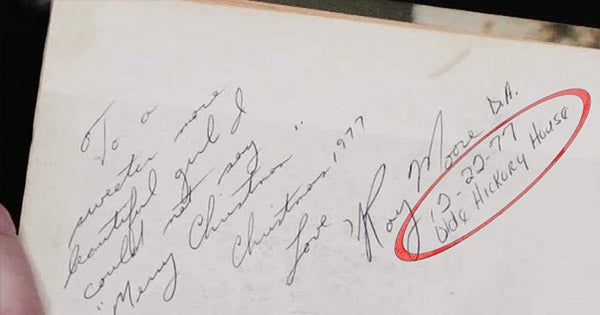 To a
sweeter more
beautiful girl I
could not say
"Merry Christmas"
Christmas 1977
Love,
Roy Moore D.A.
12-22-77
Olde Hickory House